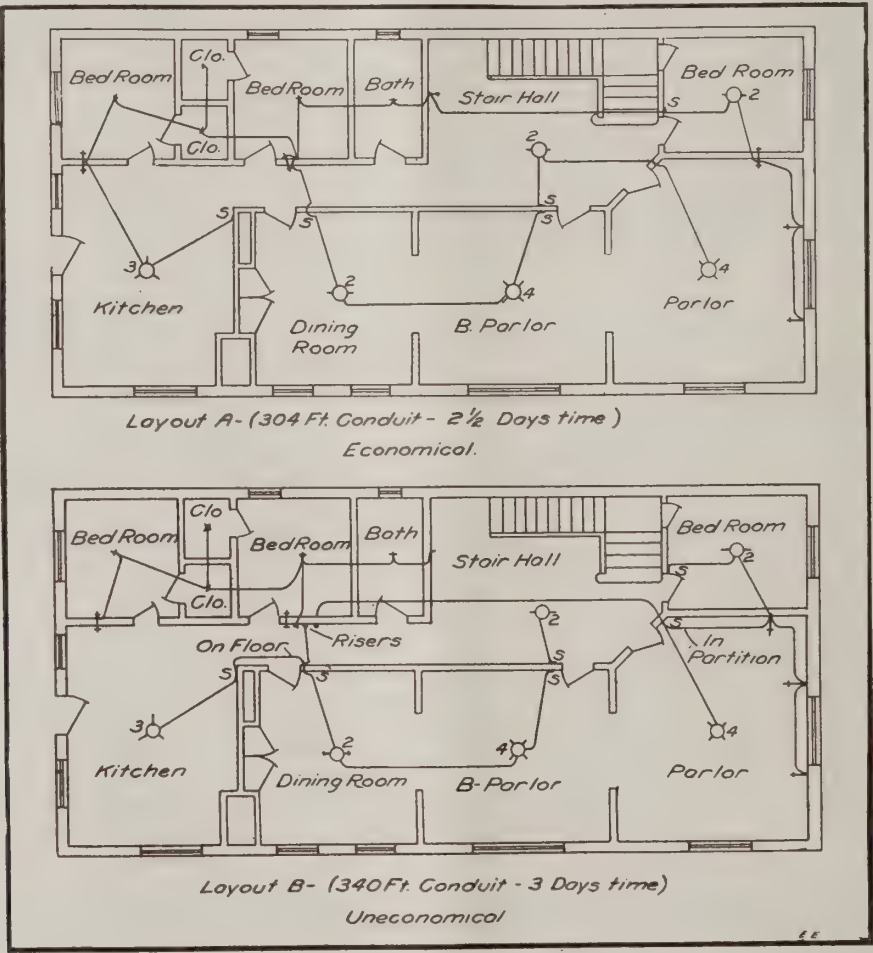 Clo.
Bed Room
Bed Room
Bath
Stair Hall
Bed Room
2
S
Clo.
2
S
S
S
S
3
2
4
4
Kitchen
Dining
Room
B. Parlor
Parlor
Layout A- (304 Ft. Conduit - 2½ Days time)
Economical.
Clo
Bed Room
Bed Room
Bath
Stair Hall
Bed Room
2
S
Clo.
2
S
On Floor
Risers
In
Partition
S
S
S
S
3
2
4
4
Kitchen
Dining Room
B-Parlor
Parlor
Layout B- (340 Ft. Conduit - 3 Days time)
Uneconomical
E E